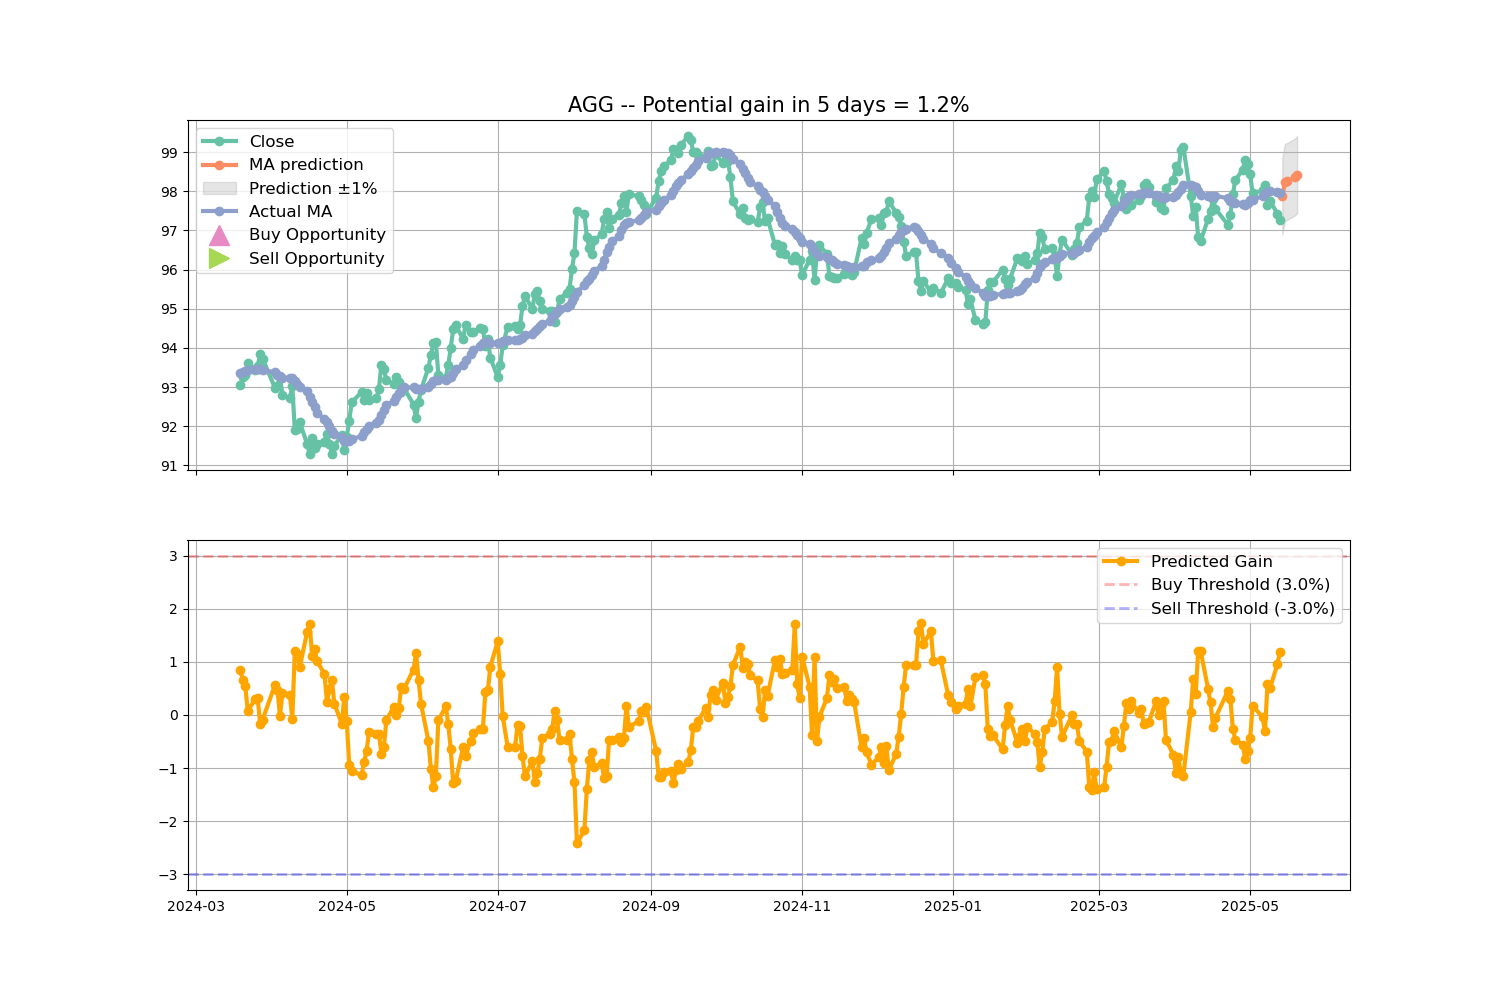 AGG -- Potential gain in 5 days = 1.2%
Close
MA prediction
Prediction ±1%
Actual MA
Buy Opportunity
Sell Opportunity
99
98
97
96
95
94
93
92
91
Predicted Gain
Buy Threshold (3.0%)
Sell Threshold (-3.0%)
3
2
1
0
−1
−2
−3
2024-03 2024-05 2024-07 2024-09 2024-11 2025-01 2025-03 2025-05